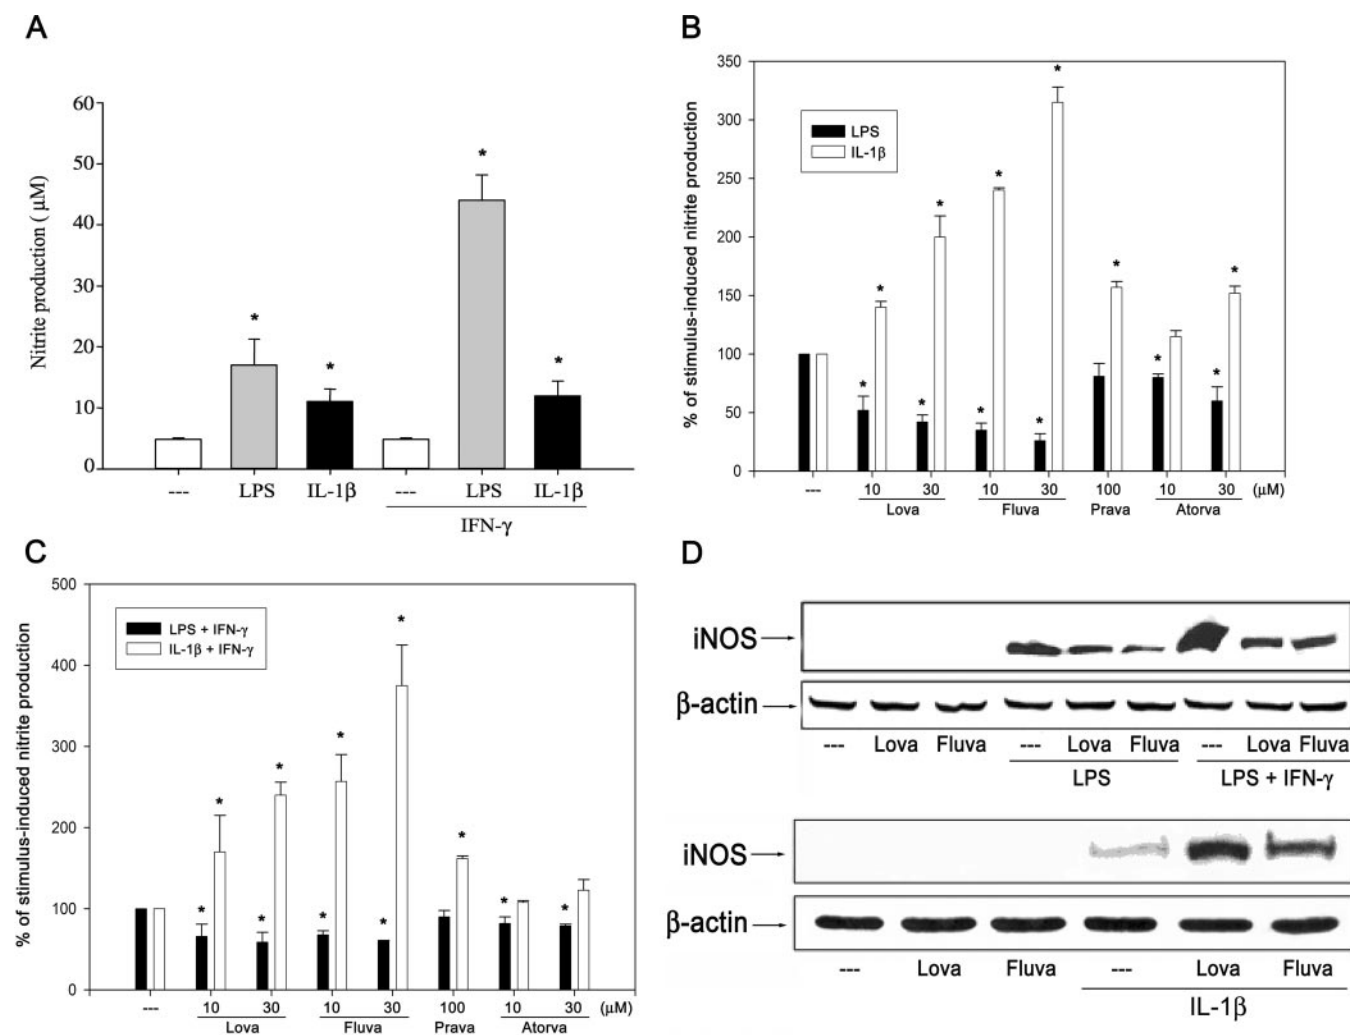 A
Nitrite production ( μM)
60
50
40
30
20
10
0
*
*
*
*
--- LPS IL-1β --- LPS IL-1β
IFN-γ
B
% of stimulus-induced nitrite production
350
300
250
200
150
100
50
0
LPS
IL-1β
*
*
*
*
*
*
*
*
*
*
*
*
--- 10 30 10 30 100 10 30 (μM)
Lova Fluva Prava Atorva
C
% of stimulus-induced nitrite production
500
400
300
200
100
0
LPS + IFN-γ
IL-1β + IFN-γ
*
*
*
*
*
*
*
*
*
*
*
--- 10 30 10 30 100 10 30 (μM)
Lova Fluva Prava Atorva
D
iNOS
β-actin
--- Lova Fluva --- Lova Fluva --- Lova Fluva
LPS LPS + IFN-γ
iNOS
β-actin
--- Lova Fluva --- Lova Fluva
IL-1β